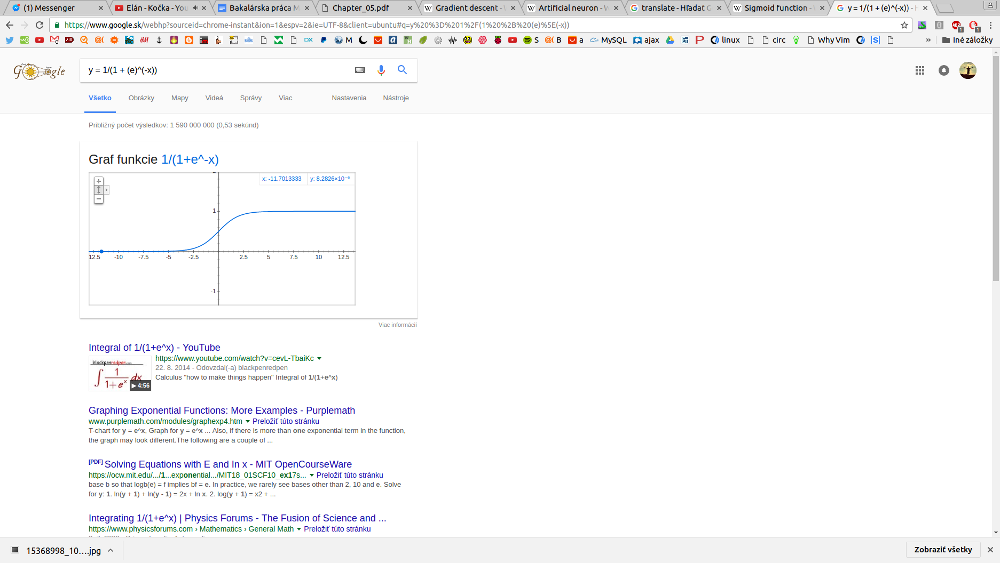 (1) Messenger
Elán - Kočka - You
Bakalárska práca M
Chapter_05.pdf
Gradient descent - W
Artificial neuron - W
translate - Hľadať G
Sigmoid function - W
y = 1/(1 + (e)^(-x)) - H
https://www.google.sk/webhp?sourceid=chrome-instant&ion=1&espv=2&ie=UTF-8&client=ubuntu#q=y%20%3D%201%2F(1%20%2B%20(e)%5E(-x))
M
S
B
a
MySQL
ajax
linux
circ
Why Vim
»
Iné záložky
Google
y = 1/(1 + (e)^(-x))
Všetko Obrázky Mapy Videá Správy Viac Nastavenia Nástroje
Približný počet výsledkov: 1 590 000 000 (0,53 sekúnd)
Graf funkcie 1/(1+e^-x)
x: -11.7013333 y: 8.2826×10⁻⁶
1
12.5 -10 -7.5 -5 -2.5 2.5 5 7.5 10 12.5
-1
Viac informácií
Integral of 1/(1+e^x) - YouTube
https://www.youtube.com/watch?v=cevL-TbaiKc
22. 8. 2014 - Odovzdal(-a) blackpenredpen
Calculus "how to make things happen" Integral of 1/(1+e^x)
blackpenredpen.com
∫ 1/(1+e^x) dx
4:56
Graphing Exponential Functions: More Examples - Purplemath
www.purplemath.com/modules/graphexp4.htm Preložiť túto stránku
T-chart for y = e^x, Graph for y = e^x ... Also, if there is more than one exponential term in the function,
the graph may look different.The following are a couple of ...
[PDF] Solving Equations with E and In x - MIT OpenCourseWare
https://ocw.mit.edu/.../1...exponential.../MIT18_01SCF10_ex17s... Preložiť túto stránku
base b so that logb(e) = f implies bf = e. In practice, we rarely see bases other than 2, 10 and e. Solve
for y: 1. ln(y + 1) + ln(y - 1) = 2x + ln x. 2. log(y + 1) = x2 + ...
Integrating 1/(1+e^x) | Physics Forums - The Fusion of Science and ...
https://www.physicsforums.com › Mathematics › General Math Preložiť túto stránku
15368998_10....jpg
Zobraziť všetky